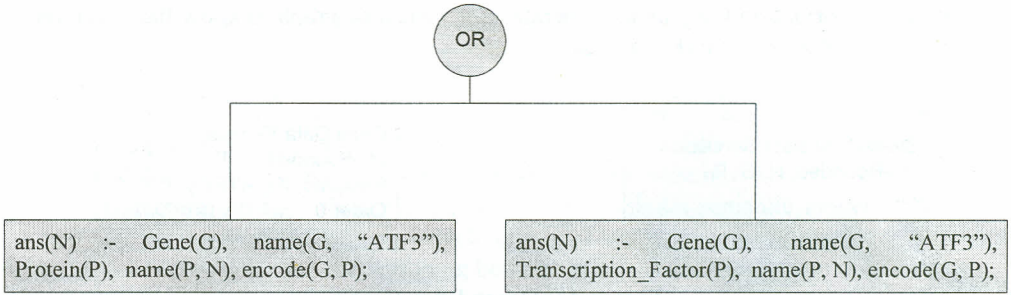 OR
ans(N) :- Gene(G), name(G, “ATF3”),
Protein(P), name(P, N), encode(G, P);
ans(N) :- Gene(G), name(G, “ATF3”),
Transcription_Factor(P), name(P, N), encode(G, P);